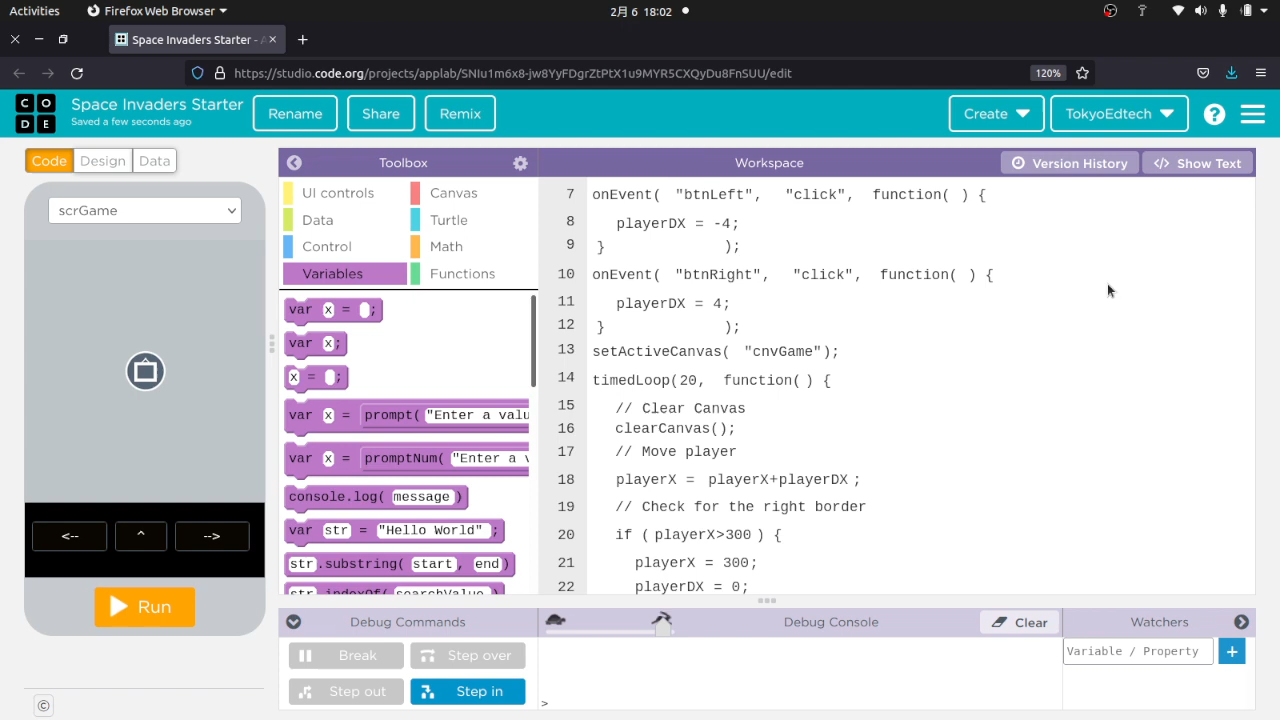 Activities Firefox Web Browser 2月 6 18:02
Space Invaders Starter - A
https://studio.code.org/projects/applab/SNIu1m6x8-jw8YyFDgrZtPtX1u9MYR5CXQyDu8FnSUU/edit 120%
CODE Space Invaders Starter Rename Share Remix Create TokyoEdtech ?
Saved a few seconds ago
Code Design Data
Toolbox
Workspace Version History </> Show Text
scrGame
UI controls Canvas
Data Turtle
Control Math
Variables Functions
var x = ;
var x;
x = ;
var x = prompt( "Enter a valu
var x = promptNum( "Enter a v
console.log( message )
var str = "Hello World" ;
str.substring( start, end)
str.indexOf( searchValue )
7 onEvent( "btnLeft", "click", function( ) {
8 playerDX = -4;
9 } );
10 onEvent( "btnRight", "click", function( ) {
11 playerDX = 4;
12 } );
13 setActiveCanvas( "cnvGame");
14 timedLoop(20, function( ) {
15 // Clear Canvas
16 clearCanvas();
17 // Move player
18 playerX = playerX+playerDX ;
19 // Check for the right border
20 if ( playerX>300 ) {
21 playerX = 300;
22 playerDX = 0;
<-- ^ -->
Run
Debug Commands
Debug Console Clear
Watchers
Break Step over
Step out Step in
Variable / Property +
>
©